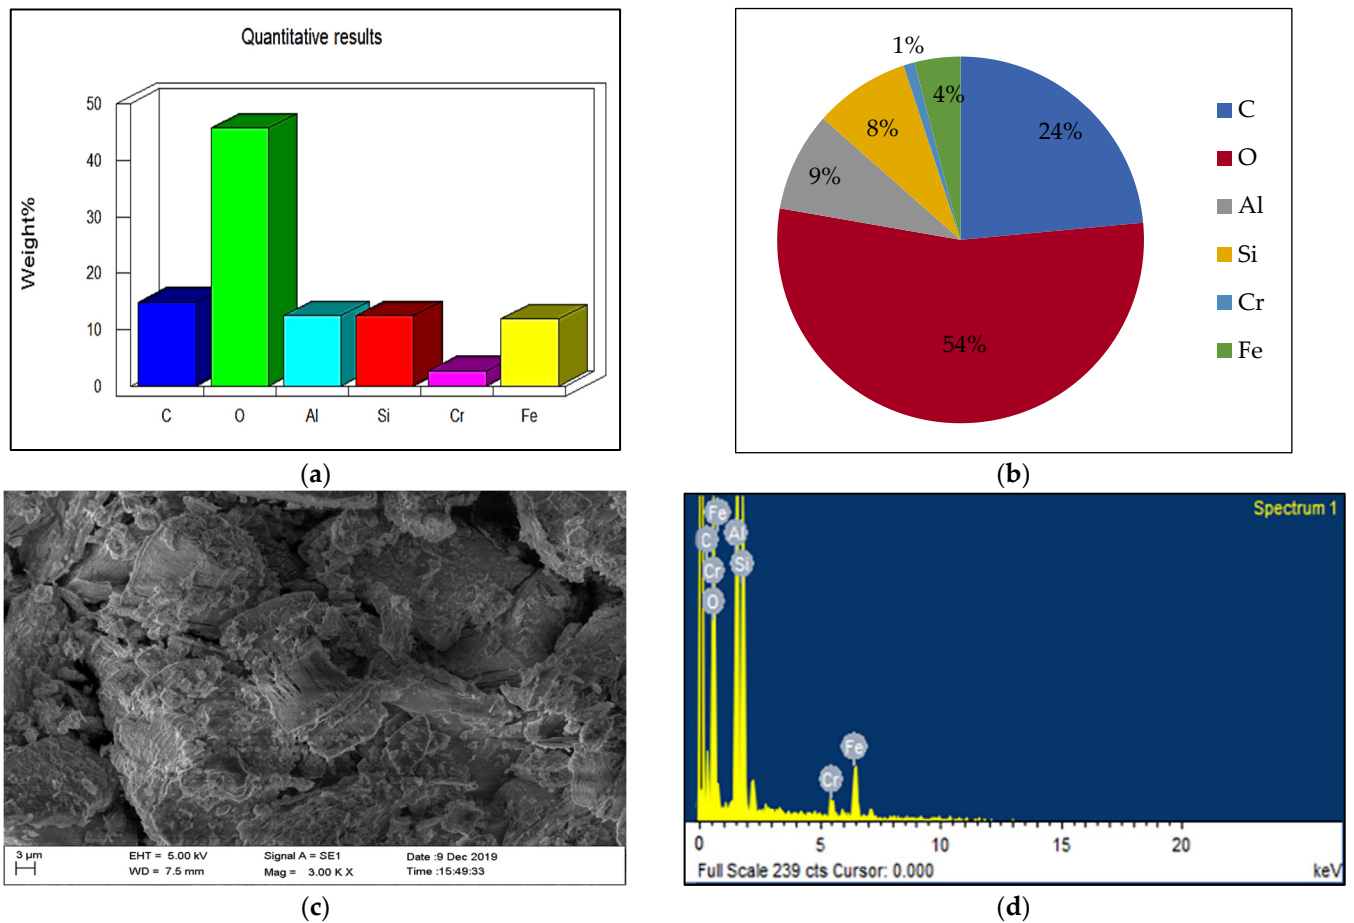 Quantitative results
Weight%
50
40
30
20
10
0
C O Al Si Cr Fe
(a)
1%
4%
24%
8%
9%
54%
C
O
Al
Si
Cr
Fe
(b)
3 µm
EHT = 5.00 kV
WD = 7.5 mm
Signal A = SE1
Mag = 3.00 K X
Date :9 Dec 2019
Time :15:49:33
(c)
Spectrum 1
Fe
C
Al
Cr
Si
O
Fe
Cr
0 5 10 15 20
Full Scale 239 cts Cursor: 0.000 keV
(d)